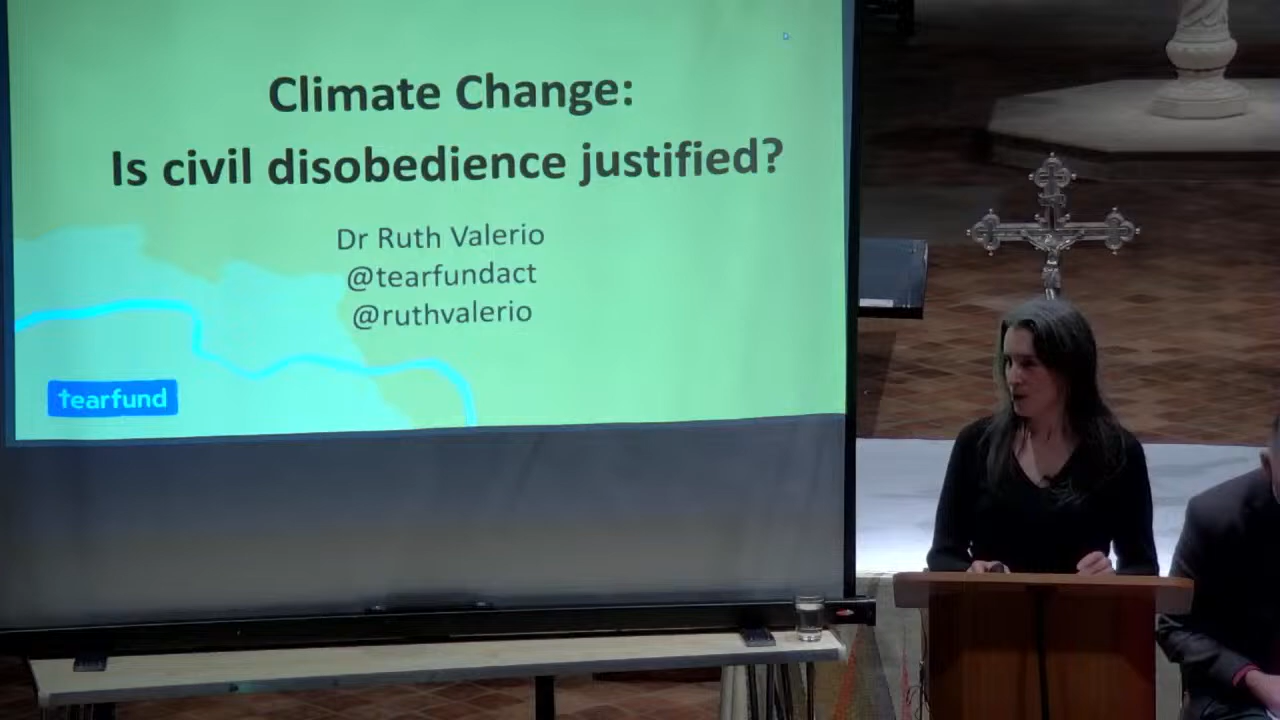 Climate Change:
Is civil disobedience justified?
Dr Ruth Valerio
@tearfundact
@ruthvalerio
tearfund